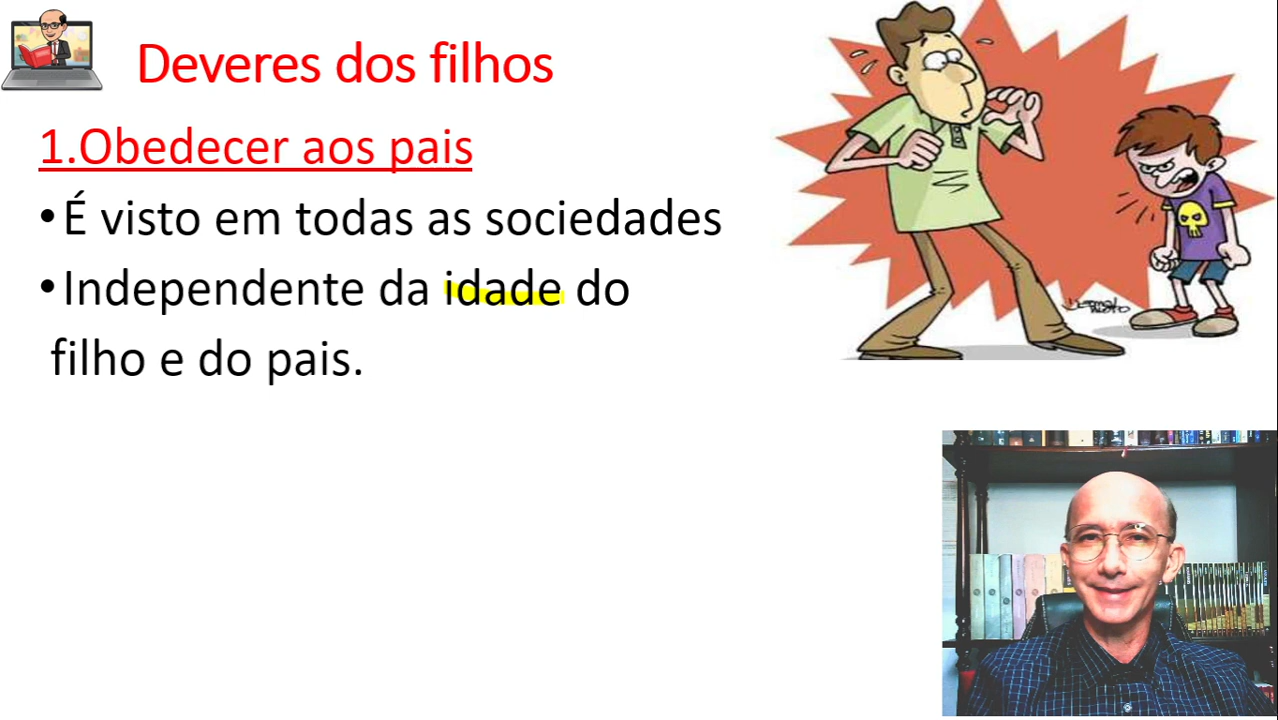 Deveres dos filhos
1.Obedecer aos pais
•É visto em todas as sociedades
•Independente da idade do
filho e do pais.